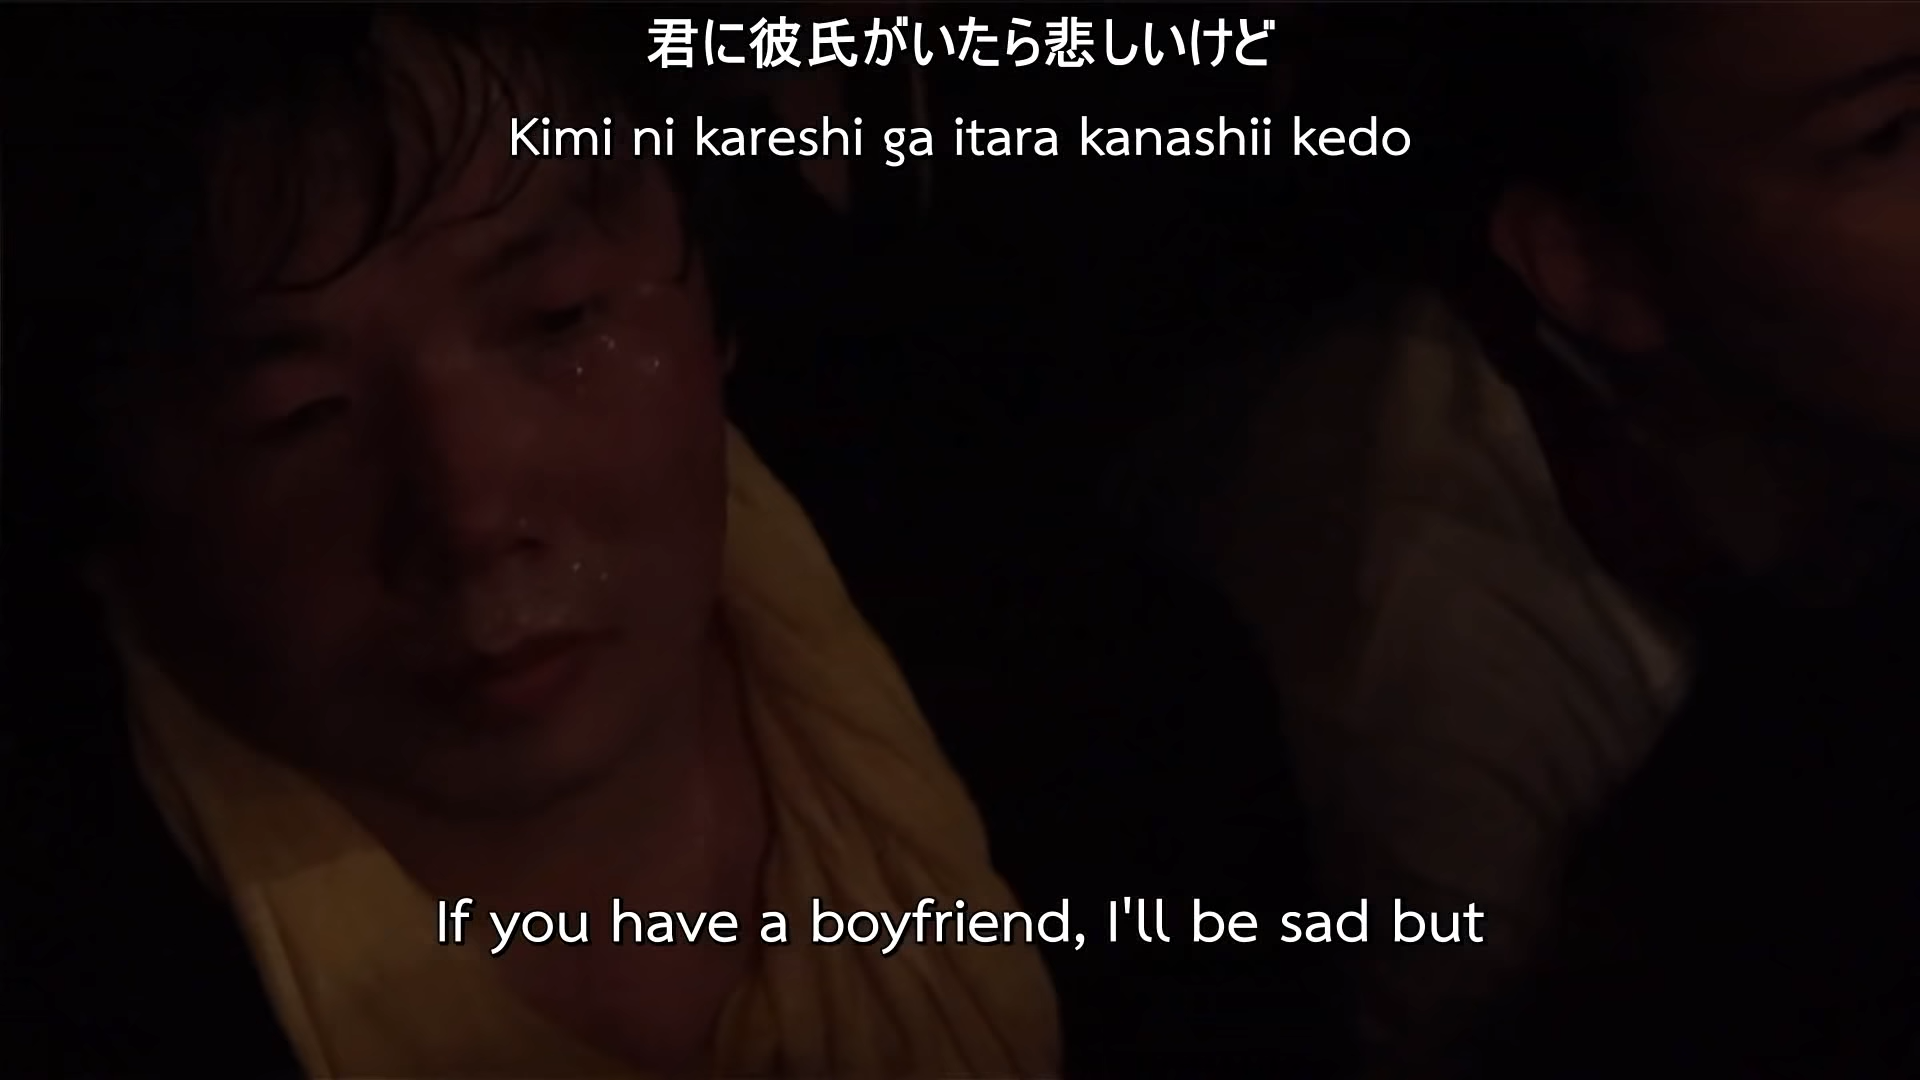 君に彼氏がいたら悲しいけど
Kimi ni kareshi ga itara kanashii kedo
If you have a boyfriend, I'll be sad but